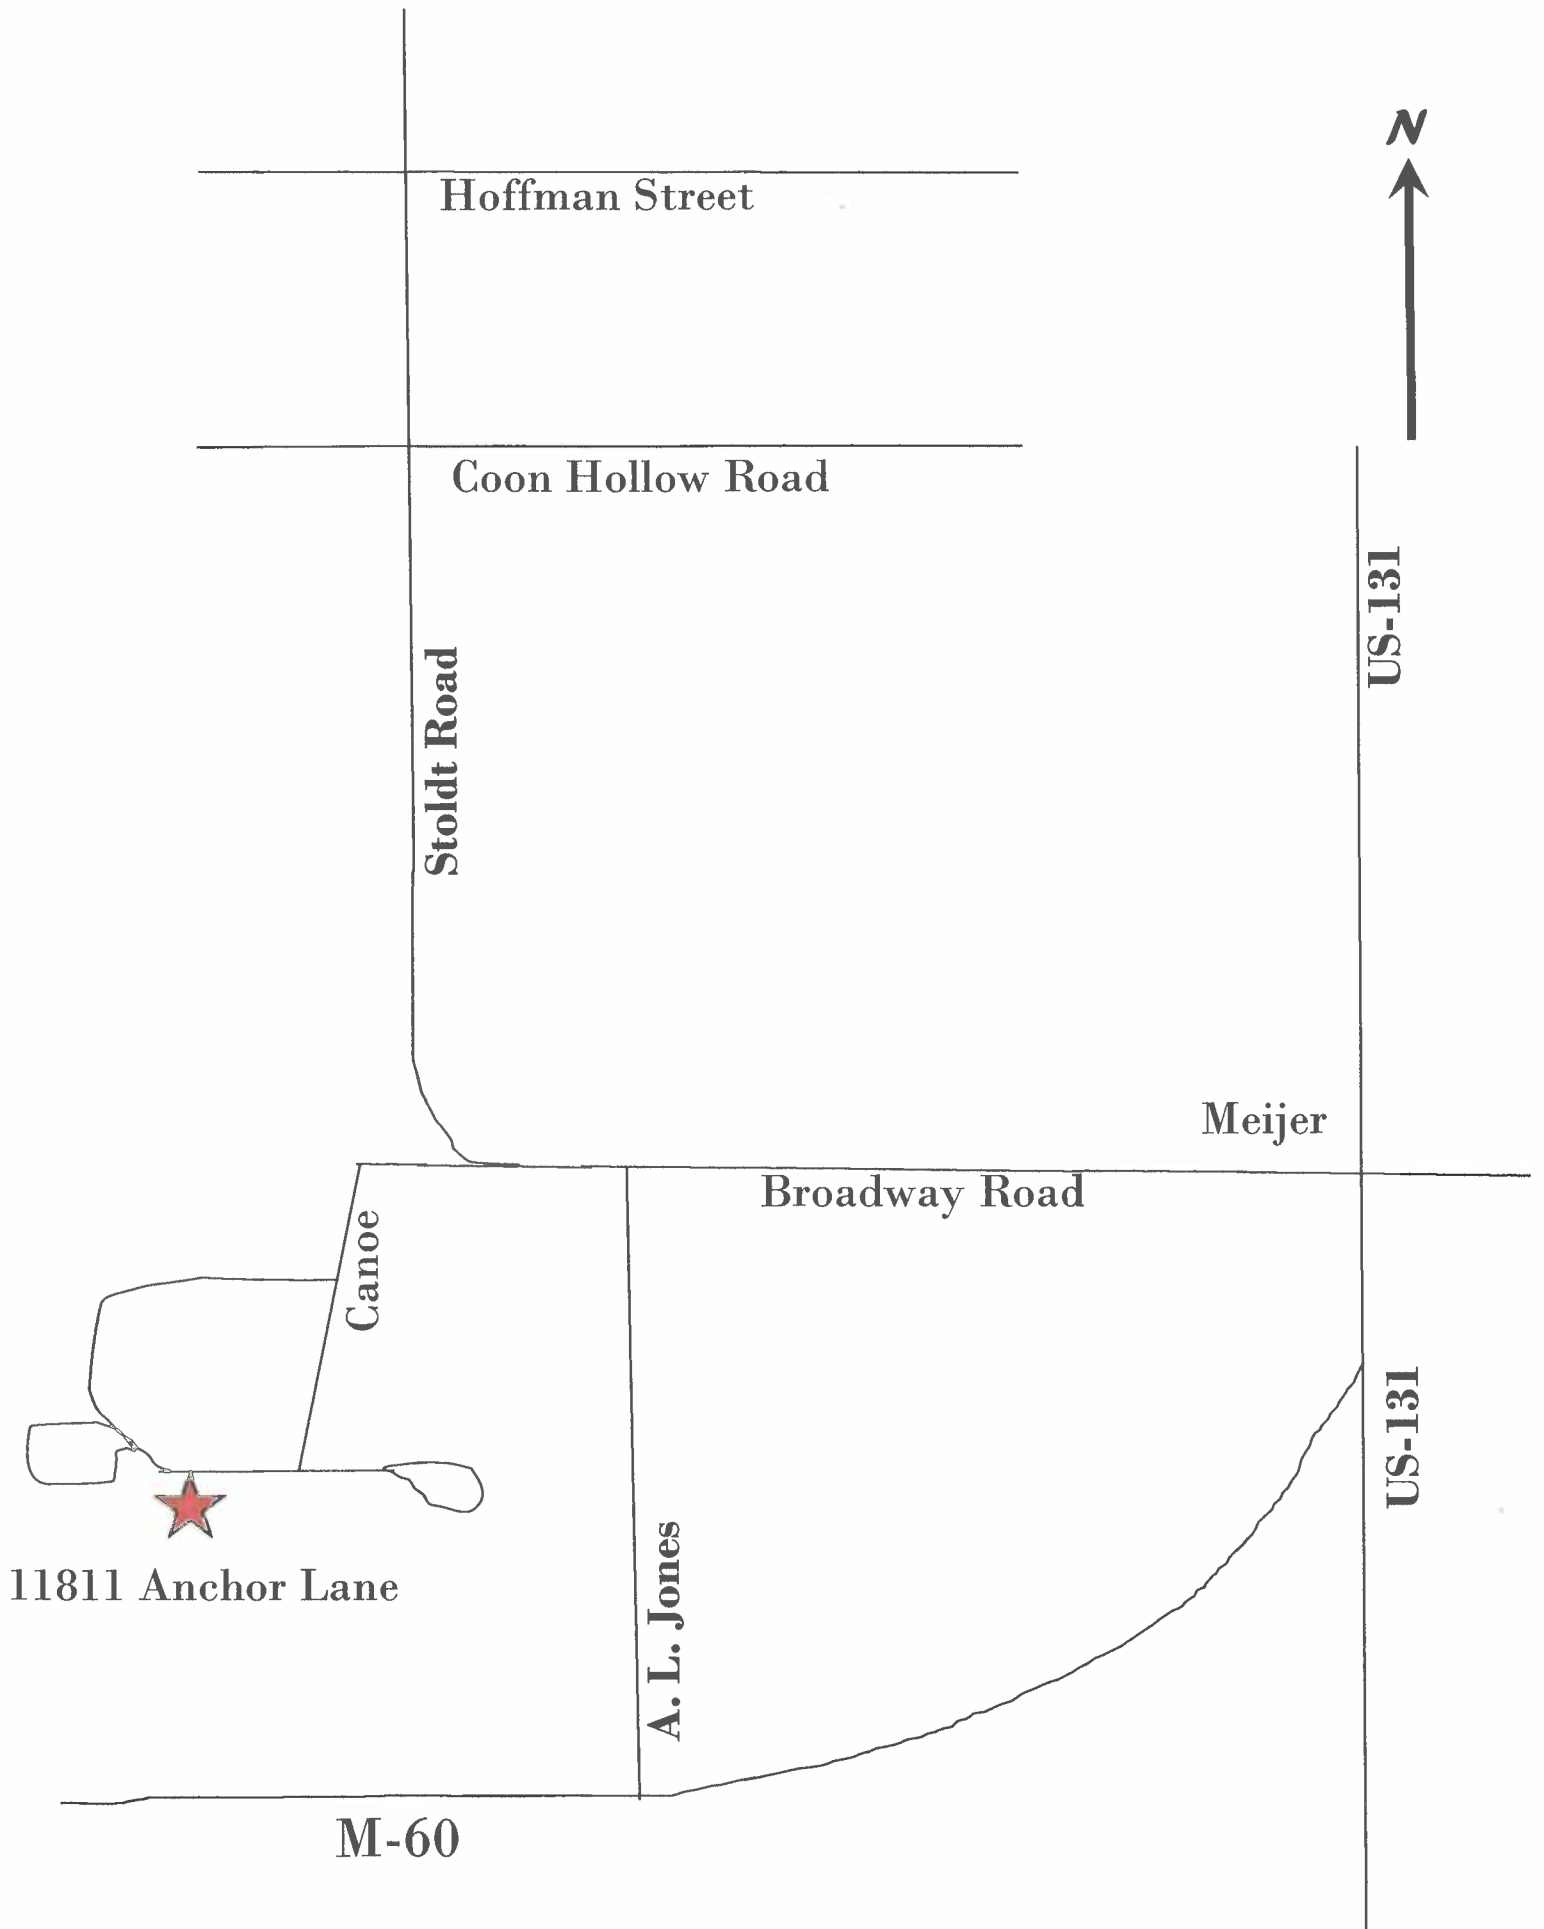 N
Hoffman Street
Coon Hollow Road
US-131
Stoldt Road
Meijer
Broadway Road
Canoe
US-131
A. L. Jones
11811 Anchor Lane
M-60